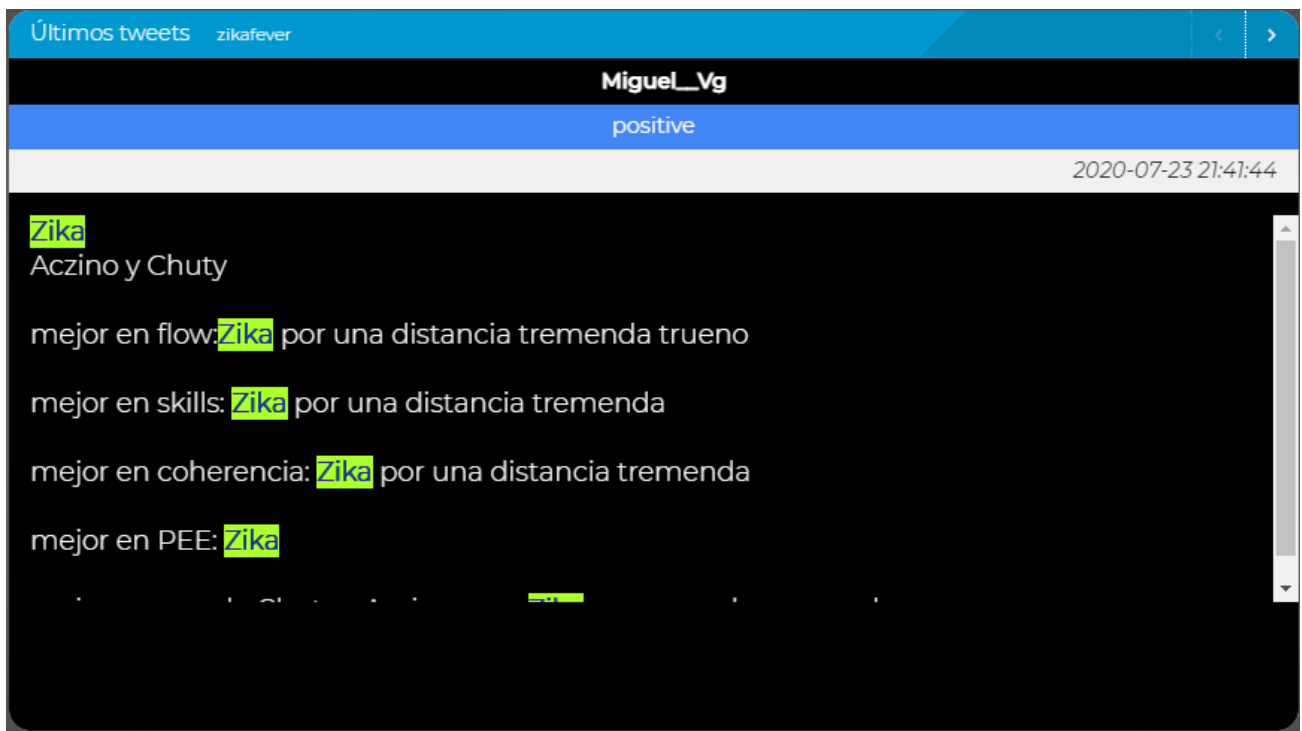 Últimos tweets zikafever
Miguel__Vg
positive
2020-07-23 21:41:44
Zika
Aczino y Chuty
mejor en flow:Zika por una distancia tremenda trueno
mejor en skills: Zika por una distancia tremenda
mejor en coherencia: Zika por una distancia tremenda
mejor en PEE: Zika